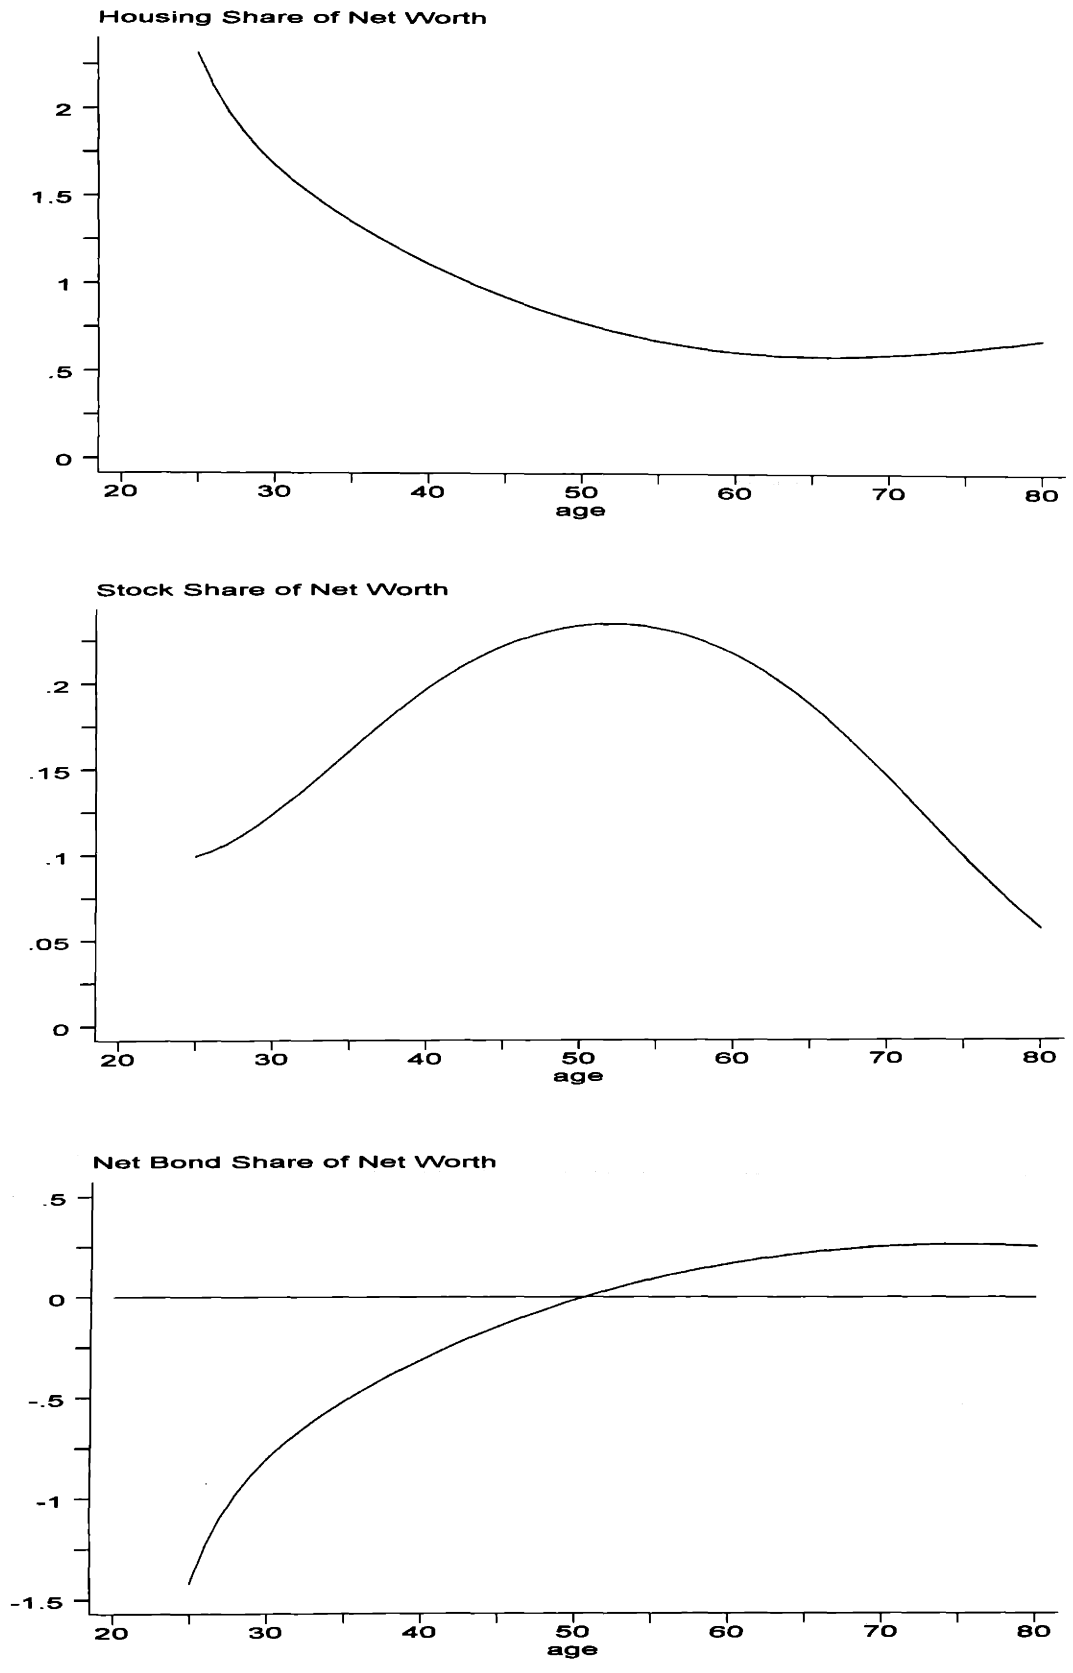 Housing Share of Net Worth
2
1.5
1
.5
0
20 30 40 50 60 70 80
age
Stock Share of Net Worth
.2
.15
.1
.05
0
20 30 40 50 60 70 80
age
Net Bond Share of Net Worth
.5
0
-.5
-1
-1.5
20 30 40 50 60 70 80
age